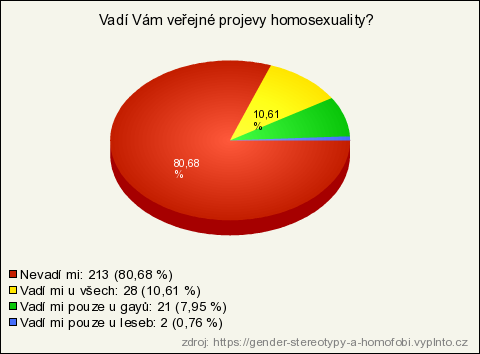 Vadí Vám veřejné projevy homosexuality?
10,61
%
80,68
%
Nevadí mi: 213 (80,68 %)
Vadí mi u všech: 28 (10,61 %)
Vadí mi pouze u gayů: 21 (7,95 %)
Vadí mi pouze u leseb: 2 (0,76 %)
zdroj: https://gender-stereotypy-a-homofobi.vyplnto.cz